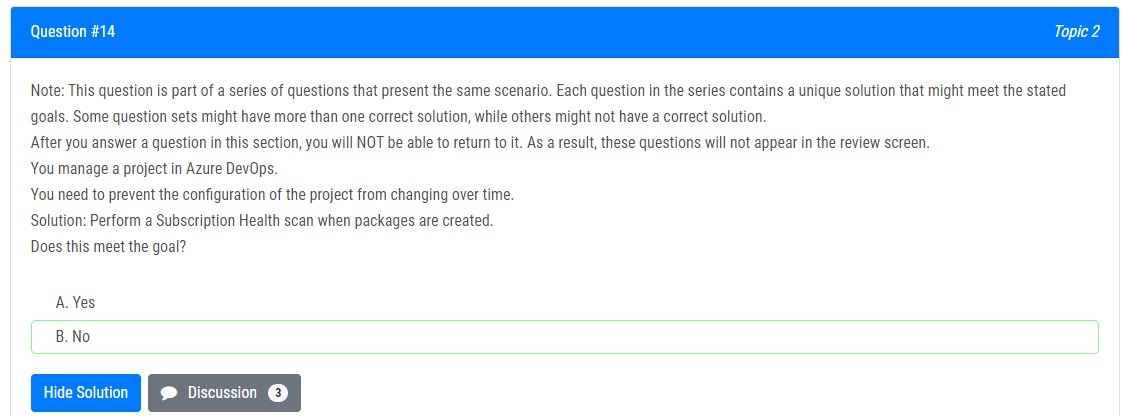 Question #14
Topic 2
Note: This question is part of a series of questions that present the same scenario. Each question in the series contains a unique solution that might meet the stated
goals. Some question sets might have more than one correct solution, while others might not have a correct solution.
After you answer a question in this section, you will NOT be able to return to it. As a result, these questions will not appear in the review screen.
You manage a project in Azure DevOps.
You need to prevent the configuration of the project from changing over time.
Solution: Perform a Subscription Health scan when packages are created.
Does this meet the goal?
A. Yes
B. No
Hide Solution
Discussion 3